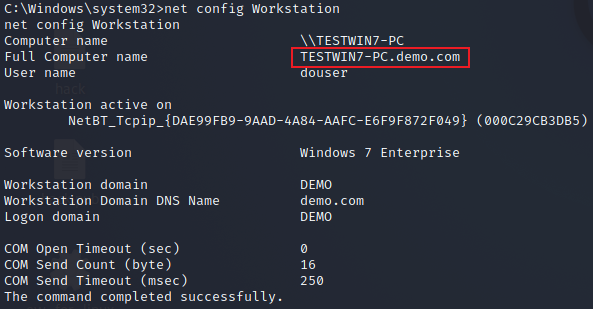 C:\Windows\system32>net config Workstation
net config Workstation
Computer name                        \\TESTWIN7-PC
Full Computer name                   TESTWIN7-PC.demo.com
User name                            douser

Workstation active on
        NetBT_Tcpip_{DAE99FB9-9AAD-4A84-AAFC-E6F9F872F049} (000C29CB3DB5)

Software version                     Windows 7 Enterprise

Workstation domain                   DEMO
Workstation Domain DNS Name          demo.com
Logon domain                         DEMO

COM Open Timeout (sec)               0
COM Send Count (byte)                16
COM Send Timeout (msec)              250
The command completed successfully.